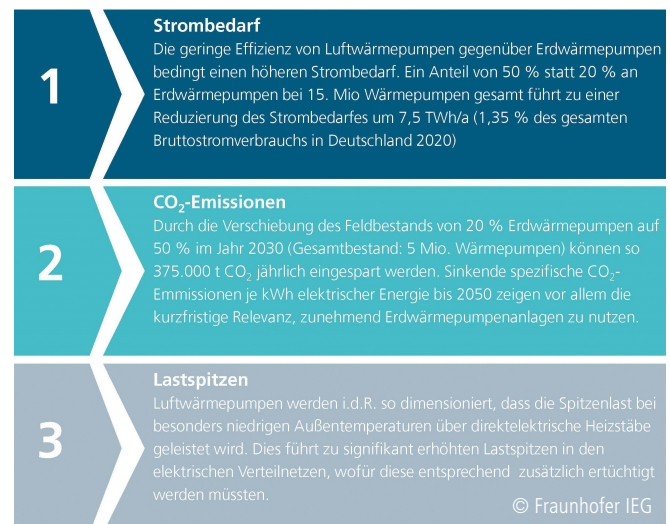 1
Strombedarf
Die geringe Effizienz von Luftwärmepumpen gegenüber Erdwärmepumpen
bedingt einen höheren Strombedarf. Ein Anteil von 50 % statt 20 % an
Erdwärmepumpen bei 15. Mio Wärmepumpen gesamt führt zu einer
Reduzierung des Strombedarfes um 7,5 TWh/a (1,35 % des gesamten
Bruttostromverbrauchs in Deutschland 2020)
2
CO₂-Emissionen
Durch die Verschiebung des Feldbestands von 20 % Erdwärmepumpen auf
50 % im Jahr 2030 (Gesamtbestand: 5 Mio. Wärmepumpen) können so
375.000 t CO₂ jährlich eingespart werden. Sinkende spezifische CO₂-
Emmissionen je kWh elektrischer Energie bis 2050 zeigen vor allem die
kurzfristige Relevanz, zunehmend Erdwärmepumpenanlagen zu nutzen.
3
Lastspitzen
Luftwärmepumpen werden i.d.R. so dimensioniert, dass die Spitzenlast bei
besonders niedrigen Außentemperaturen über direktelektrische Heizstäbe
geleistet wird. Dies führt zu signifikant erhöhten Lastspitzen in den
elektrischen Verteilnetzen, wofür diese entsprechend zusätzlich ertüchtigt
werden müssten.
© Fraunhofer IEG